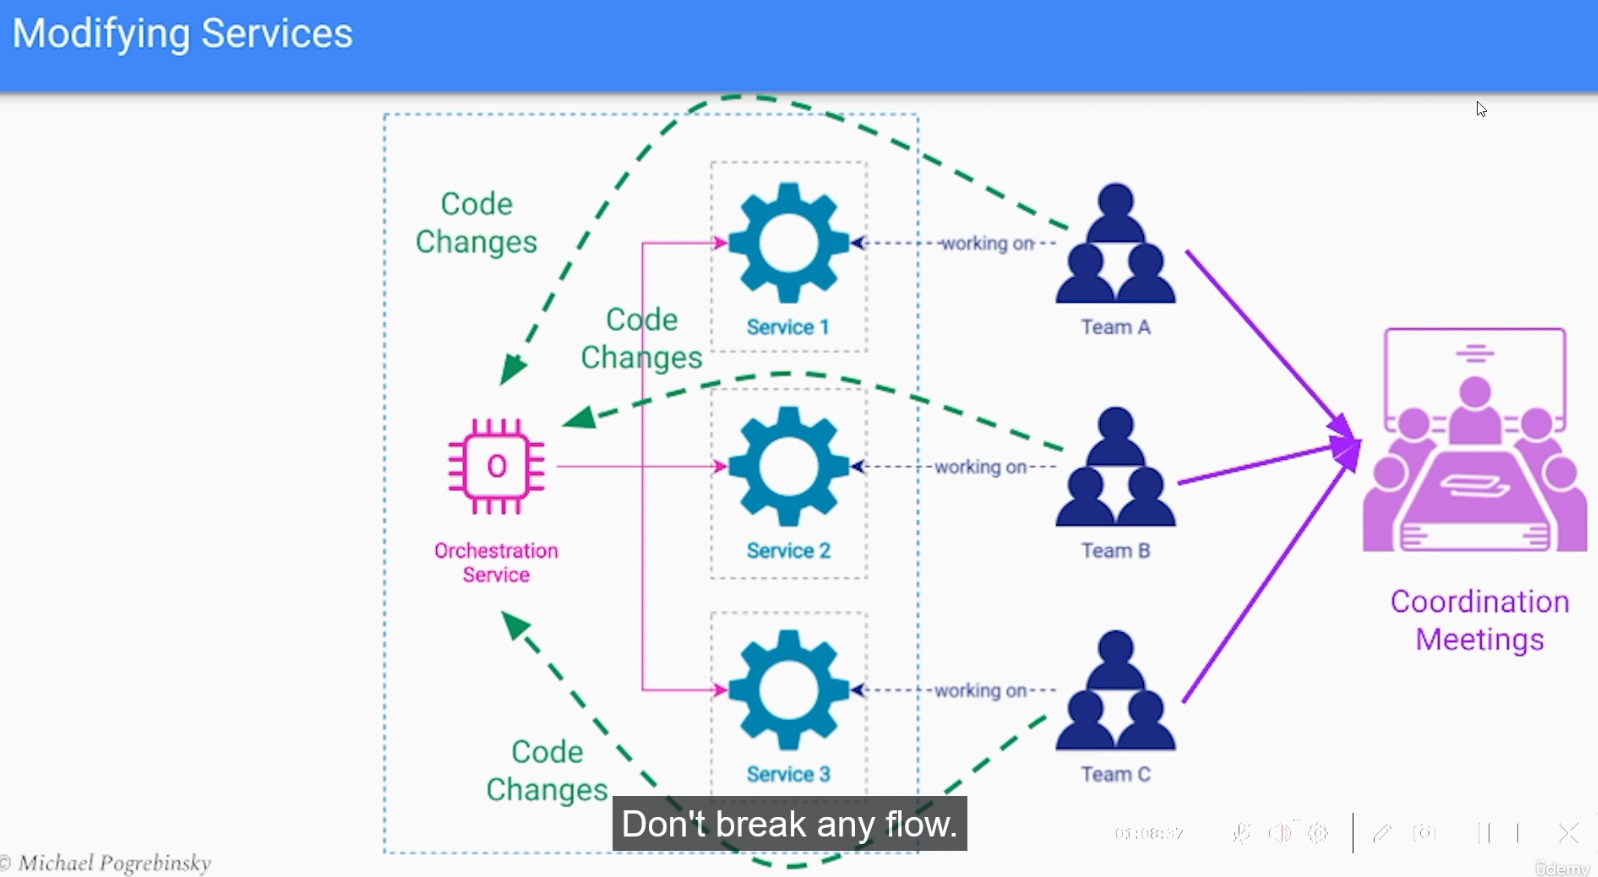 Modifying Services
Code
Changes
working on
Service 1
Team A
Code
Changes
O
working on
Orchestration
Service
Service 2
Team B
Coordination
Meetings
working on
Code
Changes
Service 3
Team C
Don't break any flow.
01:08:37
© Michael Pogrebinsky
ûdemy